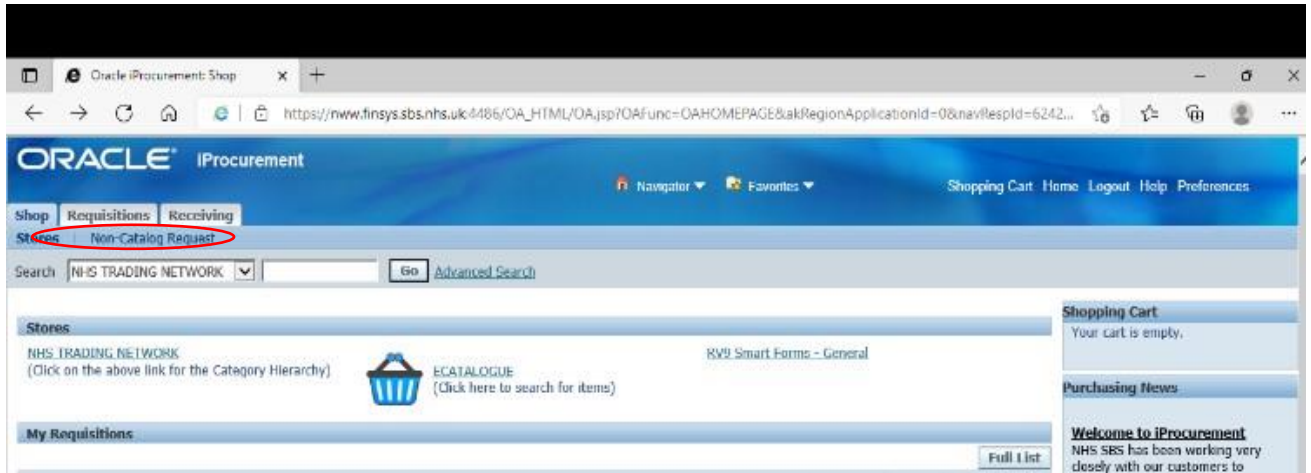 Oracle iProcurement: Shop
https://nww.finsys.sbs.nhs.uk:4486/OA_HTML/OA.jsp?OAFunc=OAHOMEPAGE&akRegionApplicationId=0&navRespId=6242...
ORACLE® iProcurement
Navigator Favorites Shopping Cart Home Logout Help Preferences
Shop Requisitions Receiving
Stores | Non-Catalog Request
Search NHS TRADING NETWORK Go Advanced Search
Shopping Cart
Your cart is empty.
Stores
NHS TRADING NETWORK
(Click on the above link for the Category Hierarchy)
ECATALOGUE
(Click here to search for items)
RV9 Smart Forms - General
Purchasing News
My Requisitions
Full List
Welcome to iProcurement
NHS SBS has been working very
closely with our customers to